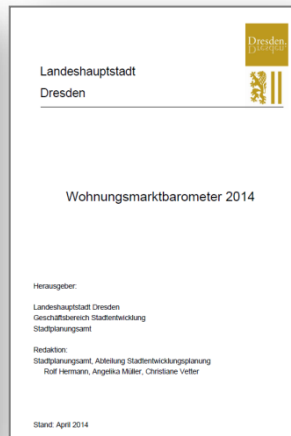 Dresden.
Landeshauptstadt
Dresden
Wohnungsmarktbarometer 2014
Herausgeber:
Landeshauptstadt Dresden
Geschäftsbereich Stadtentwicklung
Stadtplanungsamt
Redaktion:
Stadtplanungsamt, Abteilung Stadtentwicklungsplanung
Rolf Hermann, Angelika Müller, Christiane Vetter
Stand: April 2014